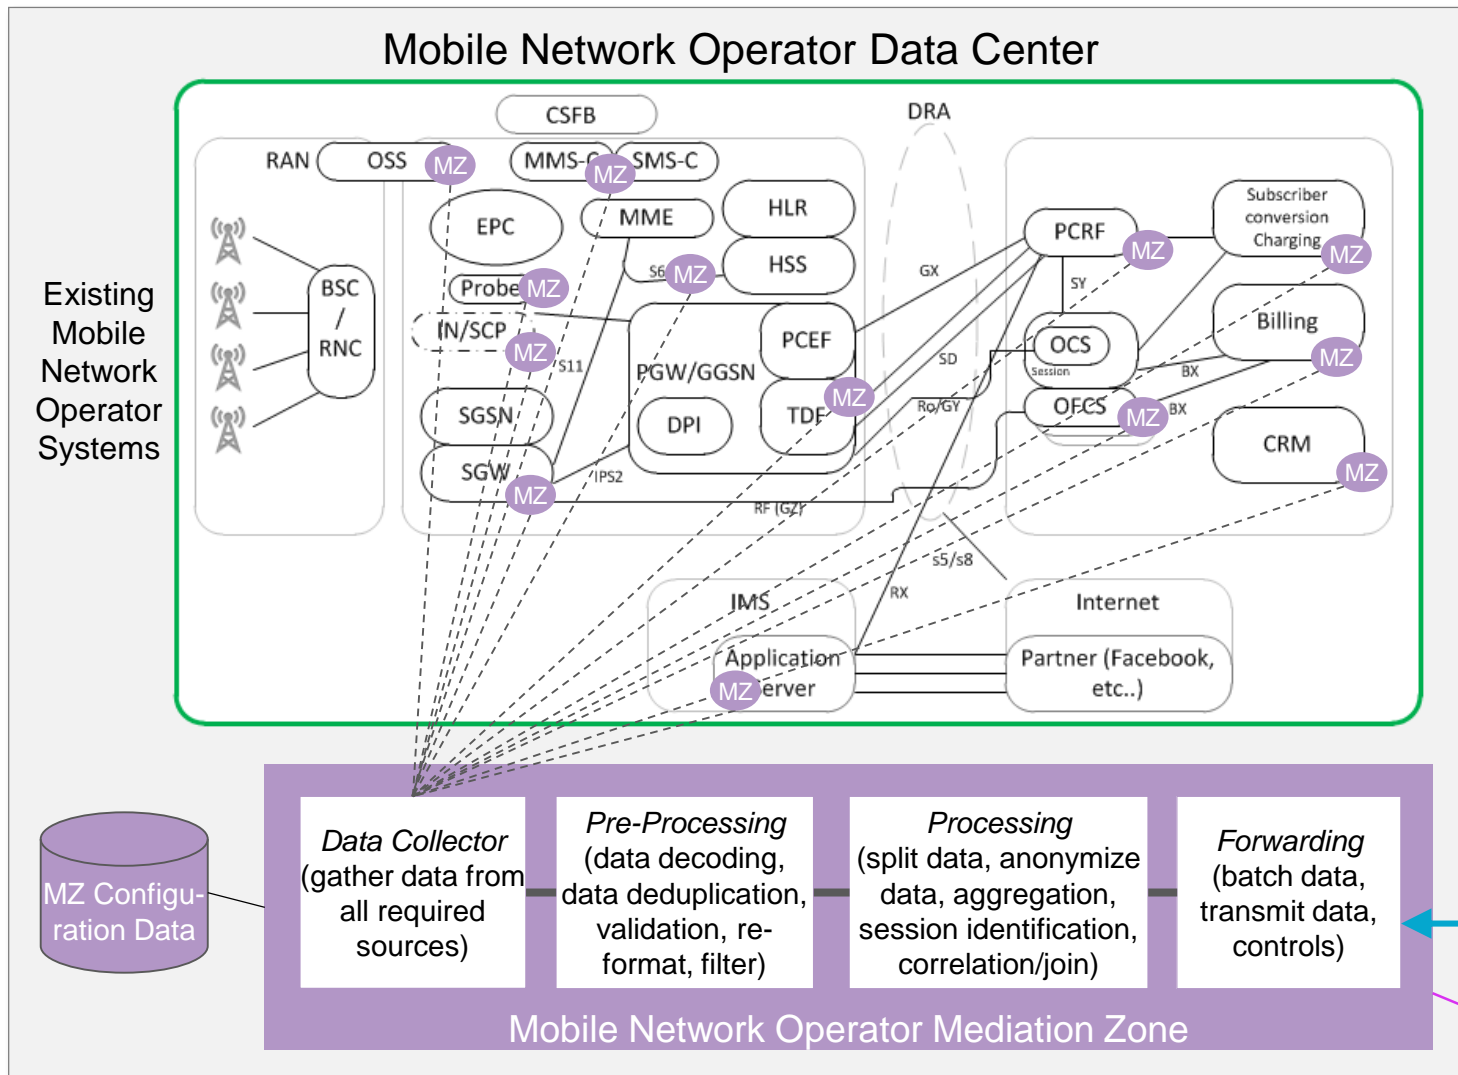 Mobile Network Operator Data Center
CSFB
DRA
RAN
OSS
MZ
MMS-C
SMS-C
MZ
EPC
MME
HLR
HSS
S6
MZ
Probe
MZ
IN/SCP
MZ
S11
PGW/GGSN
PCEF
TDF
MZ
DPI
SGSN
SGW
MZ
IPS2
RF (GZ)
BSC
/
RNC
GX
SD
Ro/GY
PCRF
MZ
SY
Subscriber
conversion
Charging
MZ
OCS
Session
OFCS
MZ
BX
BX
Billing
MZ
CRM
MZ
s5/s8
RX
IMS
Application
Server
MZ
Internet
Partner (Facebook,
etc..)
Existing
Mobile
Network
Operator
Systems
MZ Configu-
ration Data
Data Collector
(gather data from
all required
sources)
Pre-Processing
(data decoding,
data deduplication,
validation, re-
format, filter)
Processing
(split data, anonymize
data, aggregation,
session identification,
correlation/join)
Forwarding
(batch data,
transmit data,
controls)
Mobile Network Operator Mediation Zone